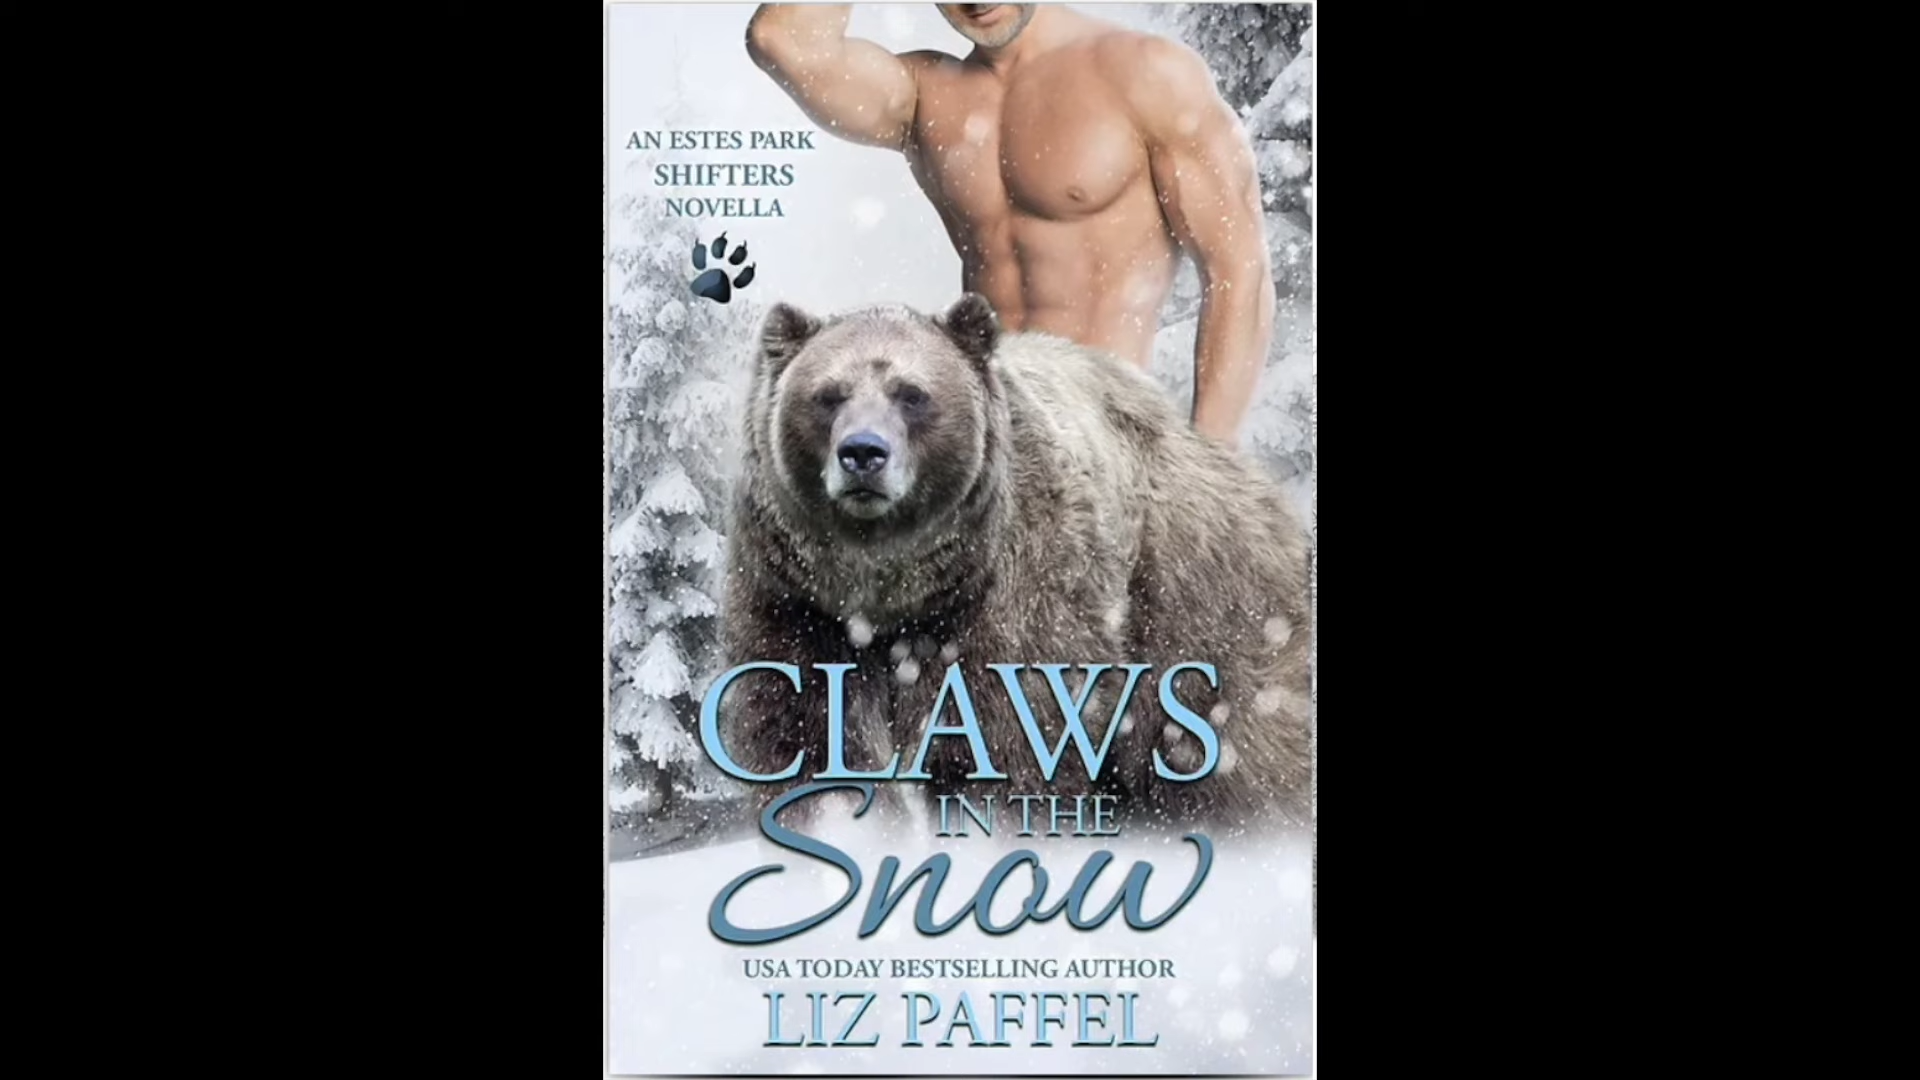 AN ESTES PARK
SHIFTERS
NOVELLA
CLAWS
IN THE
Snow
USA TODAY BESTSELLING AUTHOR
LIZ PAFFEL